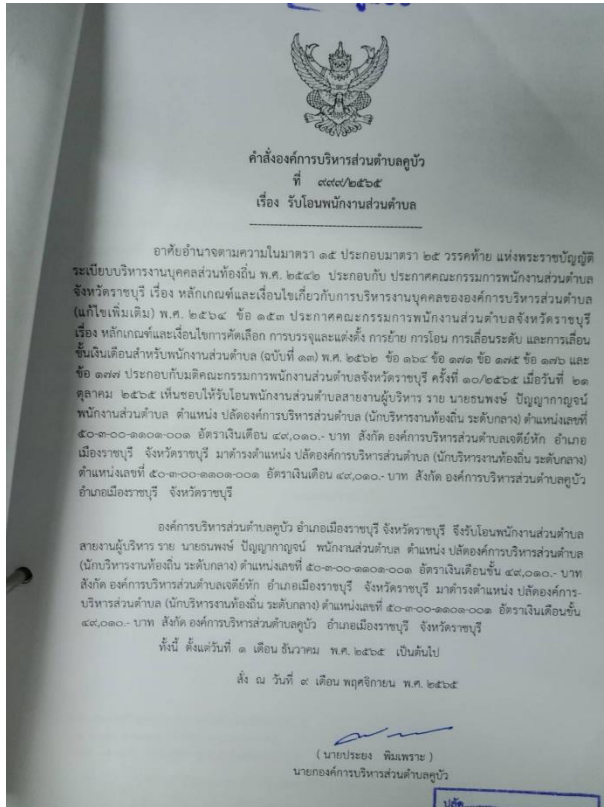 คำสั่งองค์การบริหารส่วนตำบลคูบัว
ที่ ๙๙๙/๒๕๖๕
เรื่อง รับโอนพนักงานส่วนตำบล
อาศัยอำนาจตามความในมาตรา ๑๕ ประกอบมาตรา ๒๕ วรรคท้าย แห่งพระราชบัญญัติ
ระเบียบบริหารงานบุคคลส่วนท้องถิ่น พ.ศ. ๒๕๔๒ ประกอบกับ ประกาศคณะกรรมการพนักงานส่วนตำบล
จังหวัดราชบุรี เรื่อง หลักเกณฑ์และเงื่อนไขเกี่ยวกับการบริหารงานบุคคลขององค์การบริหารส่วนตำบล
(แก้ไขเพิ่มเติม) พ.ศ. ๒๕๖๔ ข้อ ๑๕๓ ประกาศคณะกรรมการพนักงานส่วนตำบลจังหวัดราชบุรี
เรื่อง หลักเกณฑ์และเงื่อนไขการคัดเลือก การบรรจุและแต่งตั้ง การย้าย การโอน การเลื่อนระดับ และการเลื่อน
ขั้นเงินเดือนสำหรับพนักงานส่วนตำบล (ฉบับที่ ๑๓) พ.ศ. ๒๕๖๒ ข้อ ๑๖๔ ข้อ ๑๗๑ ข้อ ๑๗๕ ข้อ ๑๗๖ และ
ข้อ ๑๗๗ ประกอบกับมติคณะกรรมการพนักงานส่วนตำบลจังหวัดราชบุรี ครั้งที่ ๑๐/๒๕๖๕ เมื่อวันที่ ๒๑
ตุลาคม ๒๕๖๕ เห็นชอบให้รับโอนพนักงานส่วนตำบลสายงานผู้บริหาร ราย นายธนพงษ์ ปัญญากาญจน์
พนักงานส่วนตำบล ตำแหน่ง ปลัดองค์การบริหารส่วนตำบล (นักบริหารงานท้องถิ่น ระดับกลาง) ตำแหน่งเลขที่
๕๐-๓-๐๐-๑๑๐๑-๐๐๑ อัตราเงินเดือน ๔๙,๐๑๐.- บาท สังกัด องค์การบริหารส่วนตำบลเจดีย์หัก อำเภอ
เมืองราชบุรี จังหวัดราชบุรี มาดำรงตำแหน่ง ปลัดองค์การบริหารส่วนตำบล (นักบริหารงานท้องถิ่น ระดับกลาง)
ตำแหน่งเลขที่ ๕๐-๓-๐๐-๑๑๐๑-๐๐๑ อัตราเงินเดือน ๔๙,๐๑๐.- บาท สังกัด องค์การบริหารส่วนตำบลคูบัว
อำเภอเมืองราชบุรี จังหวัดราชบุรี
องค์การบริหารส่วนตำบลคูบัว อำเภอเมืองราชบุรี จังหวัดราชบุรี จึงรับโอนพนักงานส่วนตำบล
สายงานผู้บริหาร ราย นายธนพงษ์ ปัญญากาญจน์ พนักงานส่วนตำบล ตำแหน่ง ปลัดองค์การบริหารส่วนตำบล
(นักบริหารงานท้องถิ่น ระดับกลาง) ตำแหน่งเลขที่ ๕๐-๓-๐๐-๑๑๐๑-๐๐๑ อัตราเงินเดือนขั้น ๔๙,๐๑๐.- บาท
สังกัด องค์การบริหารส่วนตำบลเจดีย์หัก อำเภอเมืองราชบุรี จังหวัดราชบุรี มาดำรงตำแหน่ง ปลัดองค์การ-
บริหารส่วนตำบล (นักบริหารงานท้องถิ่น ระดับกลาง) ตำแหน่งเลขที่ ๕๐-๓-๐๐-๑๑๐๑-๐๐๑ อัตราเงินเดือนขั้น
๔๙,๐๑๐.- บาท สังกัด องค์การบริหารส่วนตำบลคูบัว อำเภอเมืองราชบุรี จังหวัดราชบุรี
ทั้งนี้ ตั้งแต่วันที่ ๑ เดือน ธันวาคม พ.ศ. ๒๕๖๕ เป็นต้นไป
สั่ง ณ วันที่ ๙ เดือน พฤศจิกายน พ.ศ. ๒๕๖๕
( นายประยง พิมเพราะ )
นายกองค์การบริหารส่วนตำบลคูบัว
ปลัด